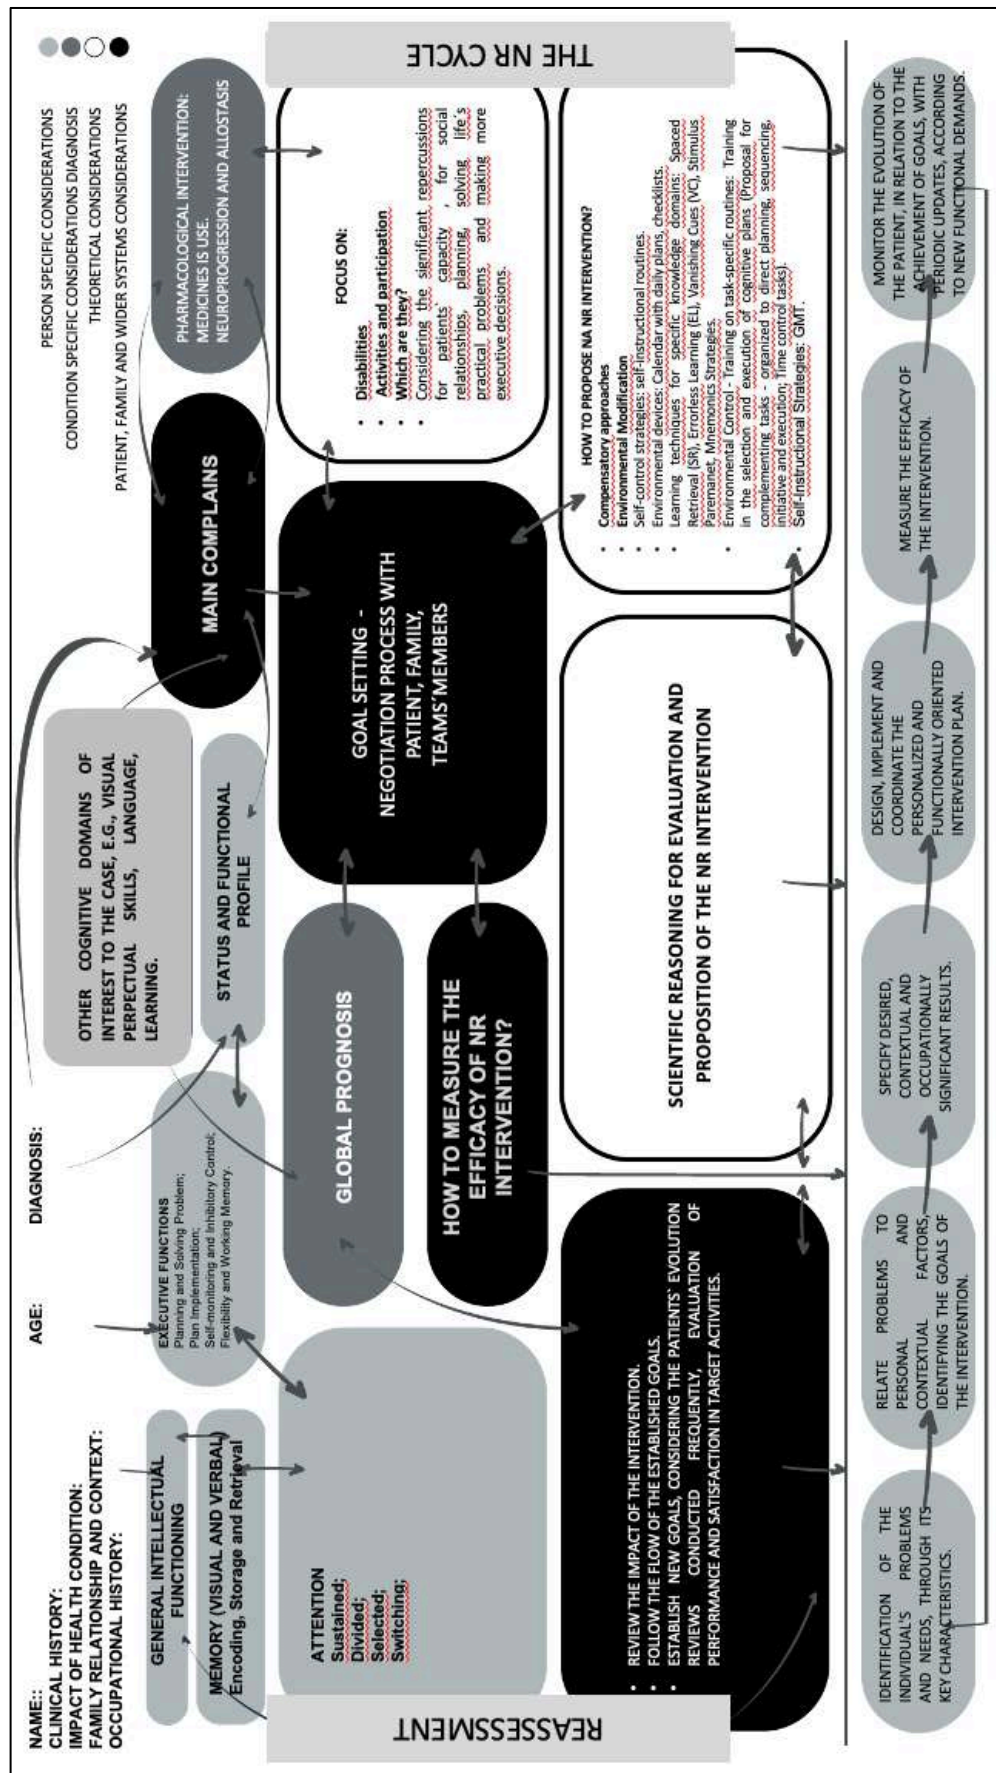 NAME::
CLINICAL HISTORY:
IMPACT OF HEALTH CONDITION:
FAMILY RELATIONSHIP AND CONTEXT:
OCCUPATIONAL HISTORY:
AGE:
DIAGNOSIS:
PERSON SPECIFIC CONSIDERATIONS
CONDITION SPECIFIC CONSIDERATIONS DIAGNOSIS
THEORETICAL CONSIDERATIONS
PATIENT, FAMILY AND WIDER SYSTEMS CONSIDERATIONS
GENERAL INTELLECTUAL
FUNCTIONING
MEMORY (VISUAL AND VERBAL)
Encoding, Storage and Retrieval
EXECUTIVE FUNCTIONS
Planning and Solving Problem;
Plan Implementation;
Self-monitoring and Inhibitory Control;
Flexibility and Working Memory.
OTHER COGNITIVE DOMAINS OF
INTEREST TO THE CASE, E.G., VISUAL
PERPECTUAL SKILLS, LANGUAGE,
LEARNING.
STATUS AND FUNCTIONAL
PROFILE
MAIN COMPLAINS
PHARMACOLOGICAL INTERVENTION:
MEDICINES IS USE.
NEUROPROGRESSION AND ALLOSTASIS
ATTENTION
Sustained;
Divided;
Selected;
Switching;
GLOBAL PROGNOSIS
HOW TO MEASURE THE
EFFICACY OF NR
INTERVENTION?
GOAL SETTING -
NEGOTIATION PROCESS WITH
PATIENT, FAMILY,
TEAMS´MEMBERS
FOCUS ON:
• Disabilities
• Activities and participation
• Which are they?
• Considering the significant repercussions
for patients` capacity , for social
relationships, planning, solving life´s
practical problems and making more
executive decisions.
REASSESSMENT
THE NR CYCLE
• REVIEW THE IMPACT OF THE INTERVENTION.
• FOLLOW THE FLOW OF THE ESTABLISHED GOALS.
• ESTABLISH NEW GOALS, CONSIDERING THE PATIENTS` EVOLUTION
• REVIEWS CONDUCTED FREQUENTLY, EVALUATION OF
PERFORMANCE AND SATISFACTION IN TARGET ACTIVITIES.
SCIENTIFIC REASONING FOR EVALUATION AND
PROPOSITION OF THE NR INTERVENTION
HOW TO PROPOSE NA NR INTERVENTION?
• Compensatory approaches
• Environmental Modification
• Self-control strategies: self-instructional routines.
• Environmental devices: Calendar with daily plans, checklists.
• Learning techniques for specific knowledge domains: Spaced
Retrieval (SR), Errorless Learning (EL), Vanishing Cues (VC), Stimulus
Paremanet, Mnemonics Strategies.
• Environmental Control - Training on task-specific routines: Training
in the selection and execution of cognitive plans (Proposal for
complementing tasks - organized to direct planning, sequencing,
initiative and execution; Time control tasks).
• Self-Instructional Strategies: GMT.
IDENTIFICATION OF THE
INDIVIDUAL'S PROBLEMS
AND NEEDS, THROUGH ITS
KEY CHARACTERISTICS.
RELATE PROBLEMS TO
PERSONAL AND
CONTEXTUAL FACTORS,
IDENTIFYING THE GOALS OF
THE INTERVENTION.
SPECIFY DESIRED,
CONTEXTUAL AND
OCCUPATIONALLY
SIGNIFICANT RESULTS.
DESIGN, IMPLEMENT AND
COORDINATE THE
PERSONALIZED AND
FUNCTIONALLY ORIENTED
INTERVENTION PLAN.
MEASURE THE EFFICACY OF
THE INTERVENTION.
MONITOR THE EVOLUTION OF
THE PATIENT, IN RELATION TO THE
ACHIEVEMENT OF GOALS, WITH
PERIODIC UPDATES, ACCORDING
TO NEW FUNCTIONAL DEMANDS.